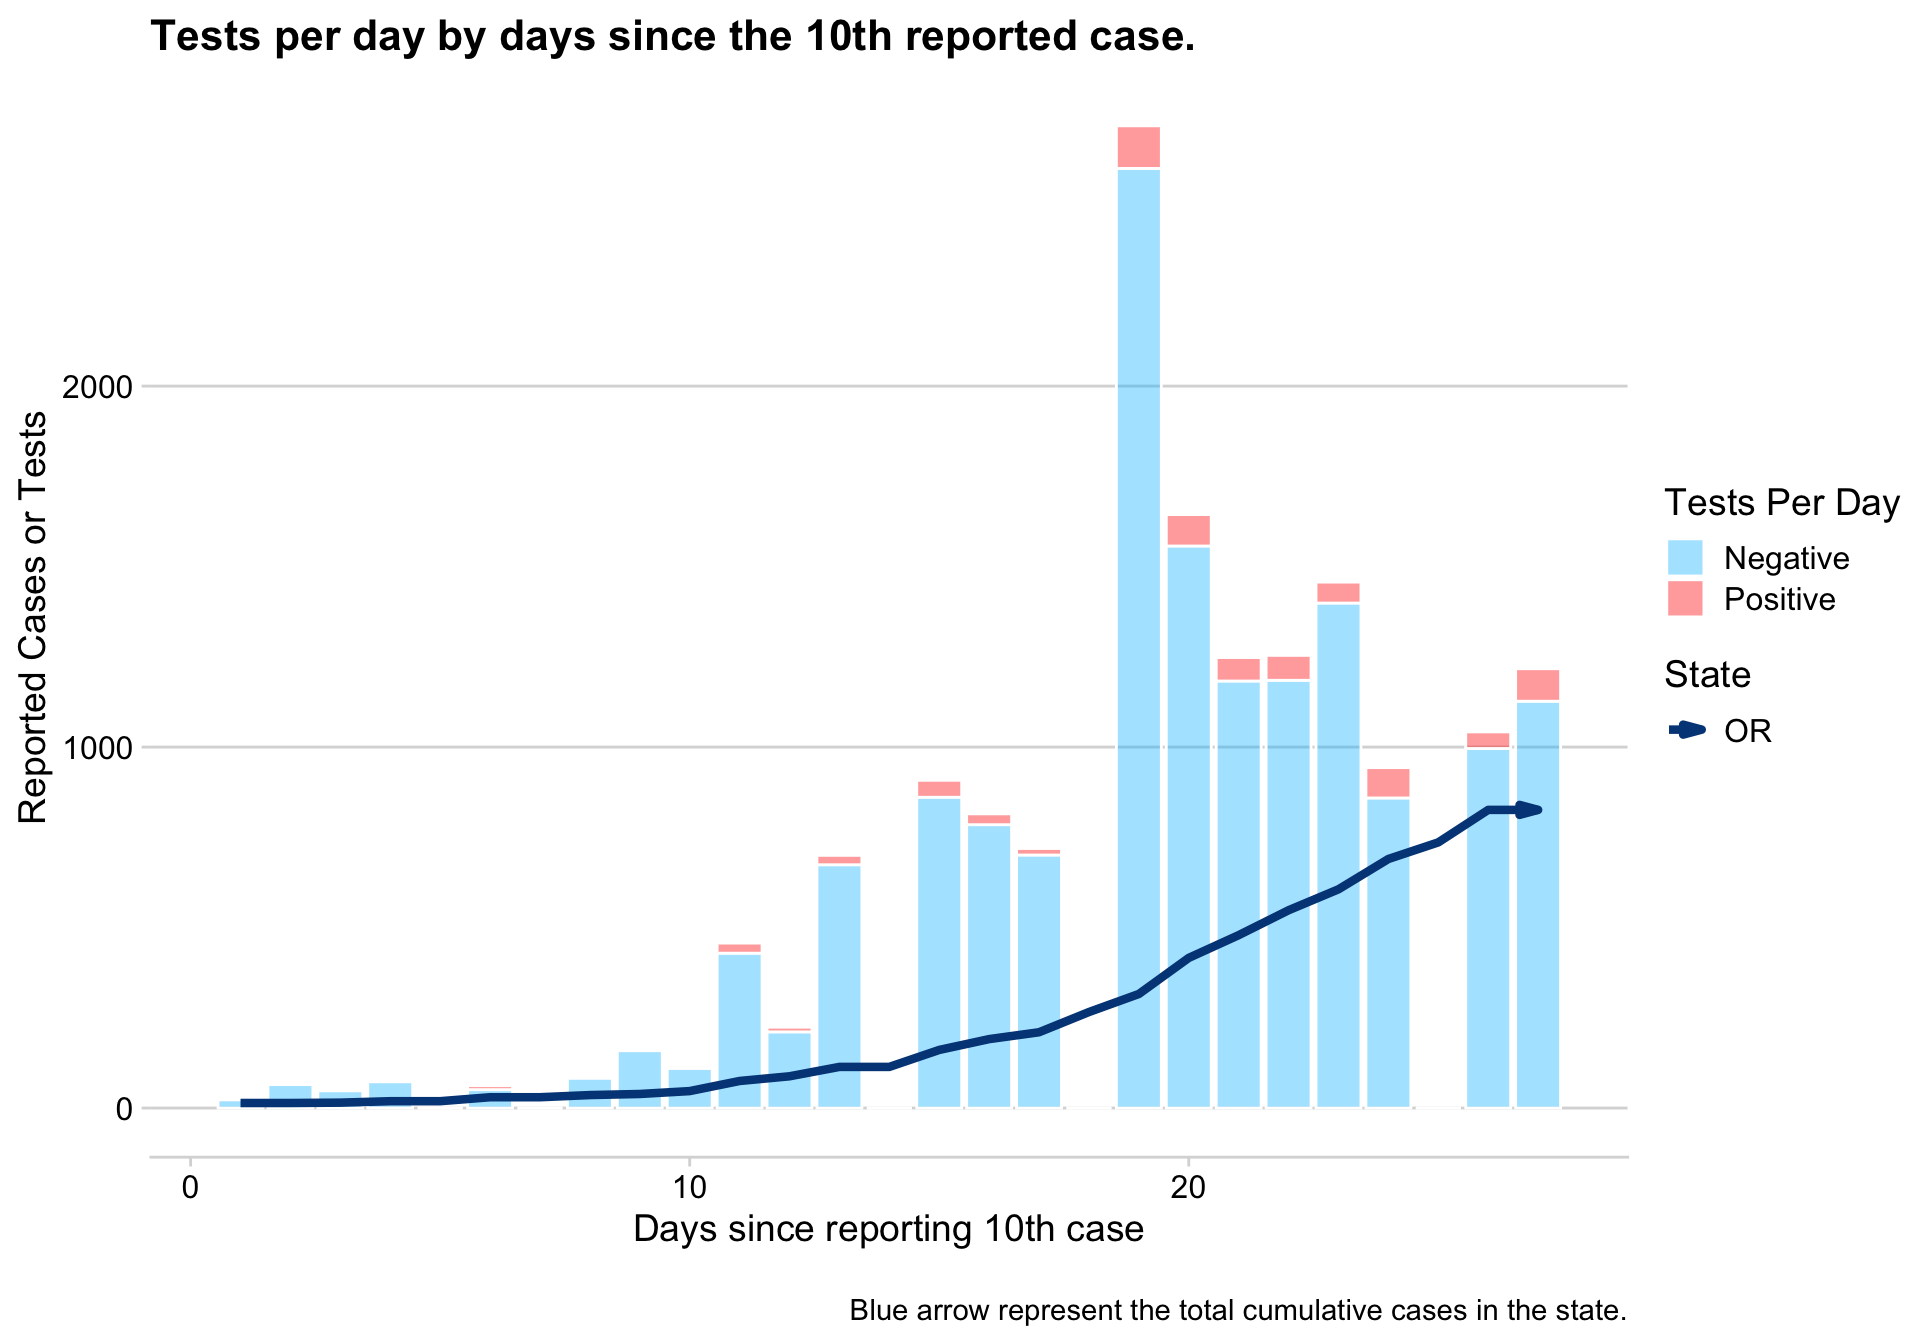 Tests per day by days since the 10th reported case.
Reported Cases or Tests
2000
1000
0
0
10
20
Days since reporting 10th case
Tests Per Day
Negative
Positive
State
OR
Blue arrow represent the total cumulative cases in the state.